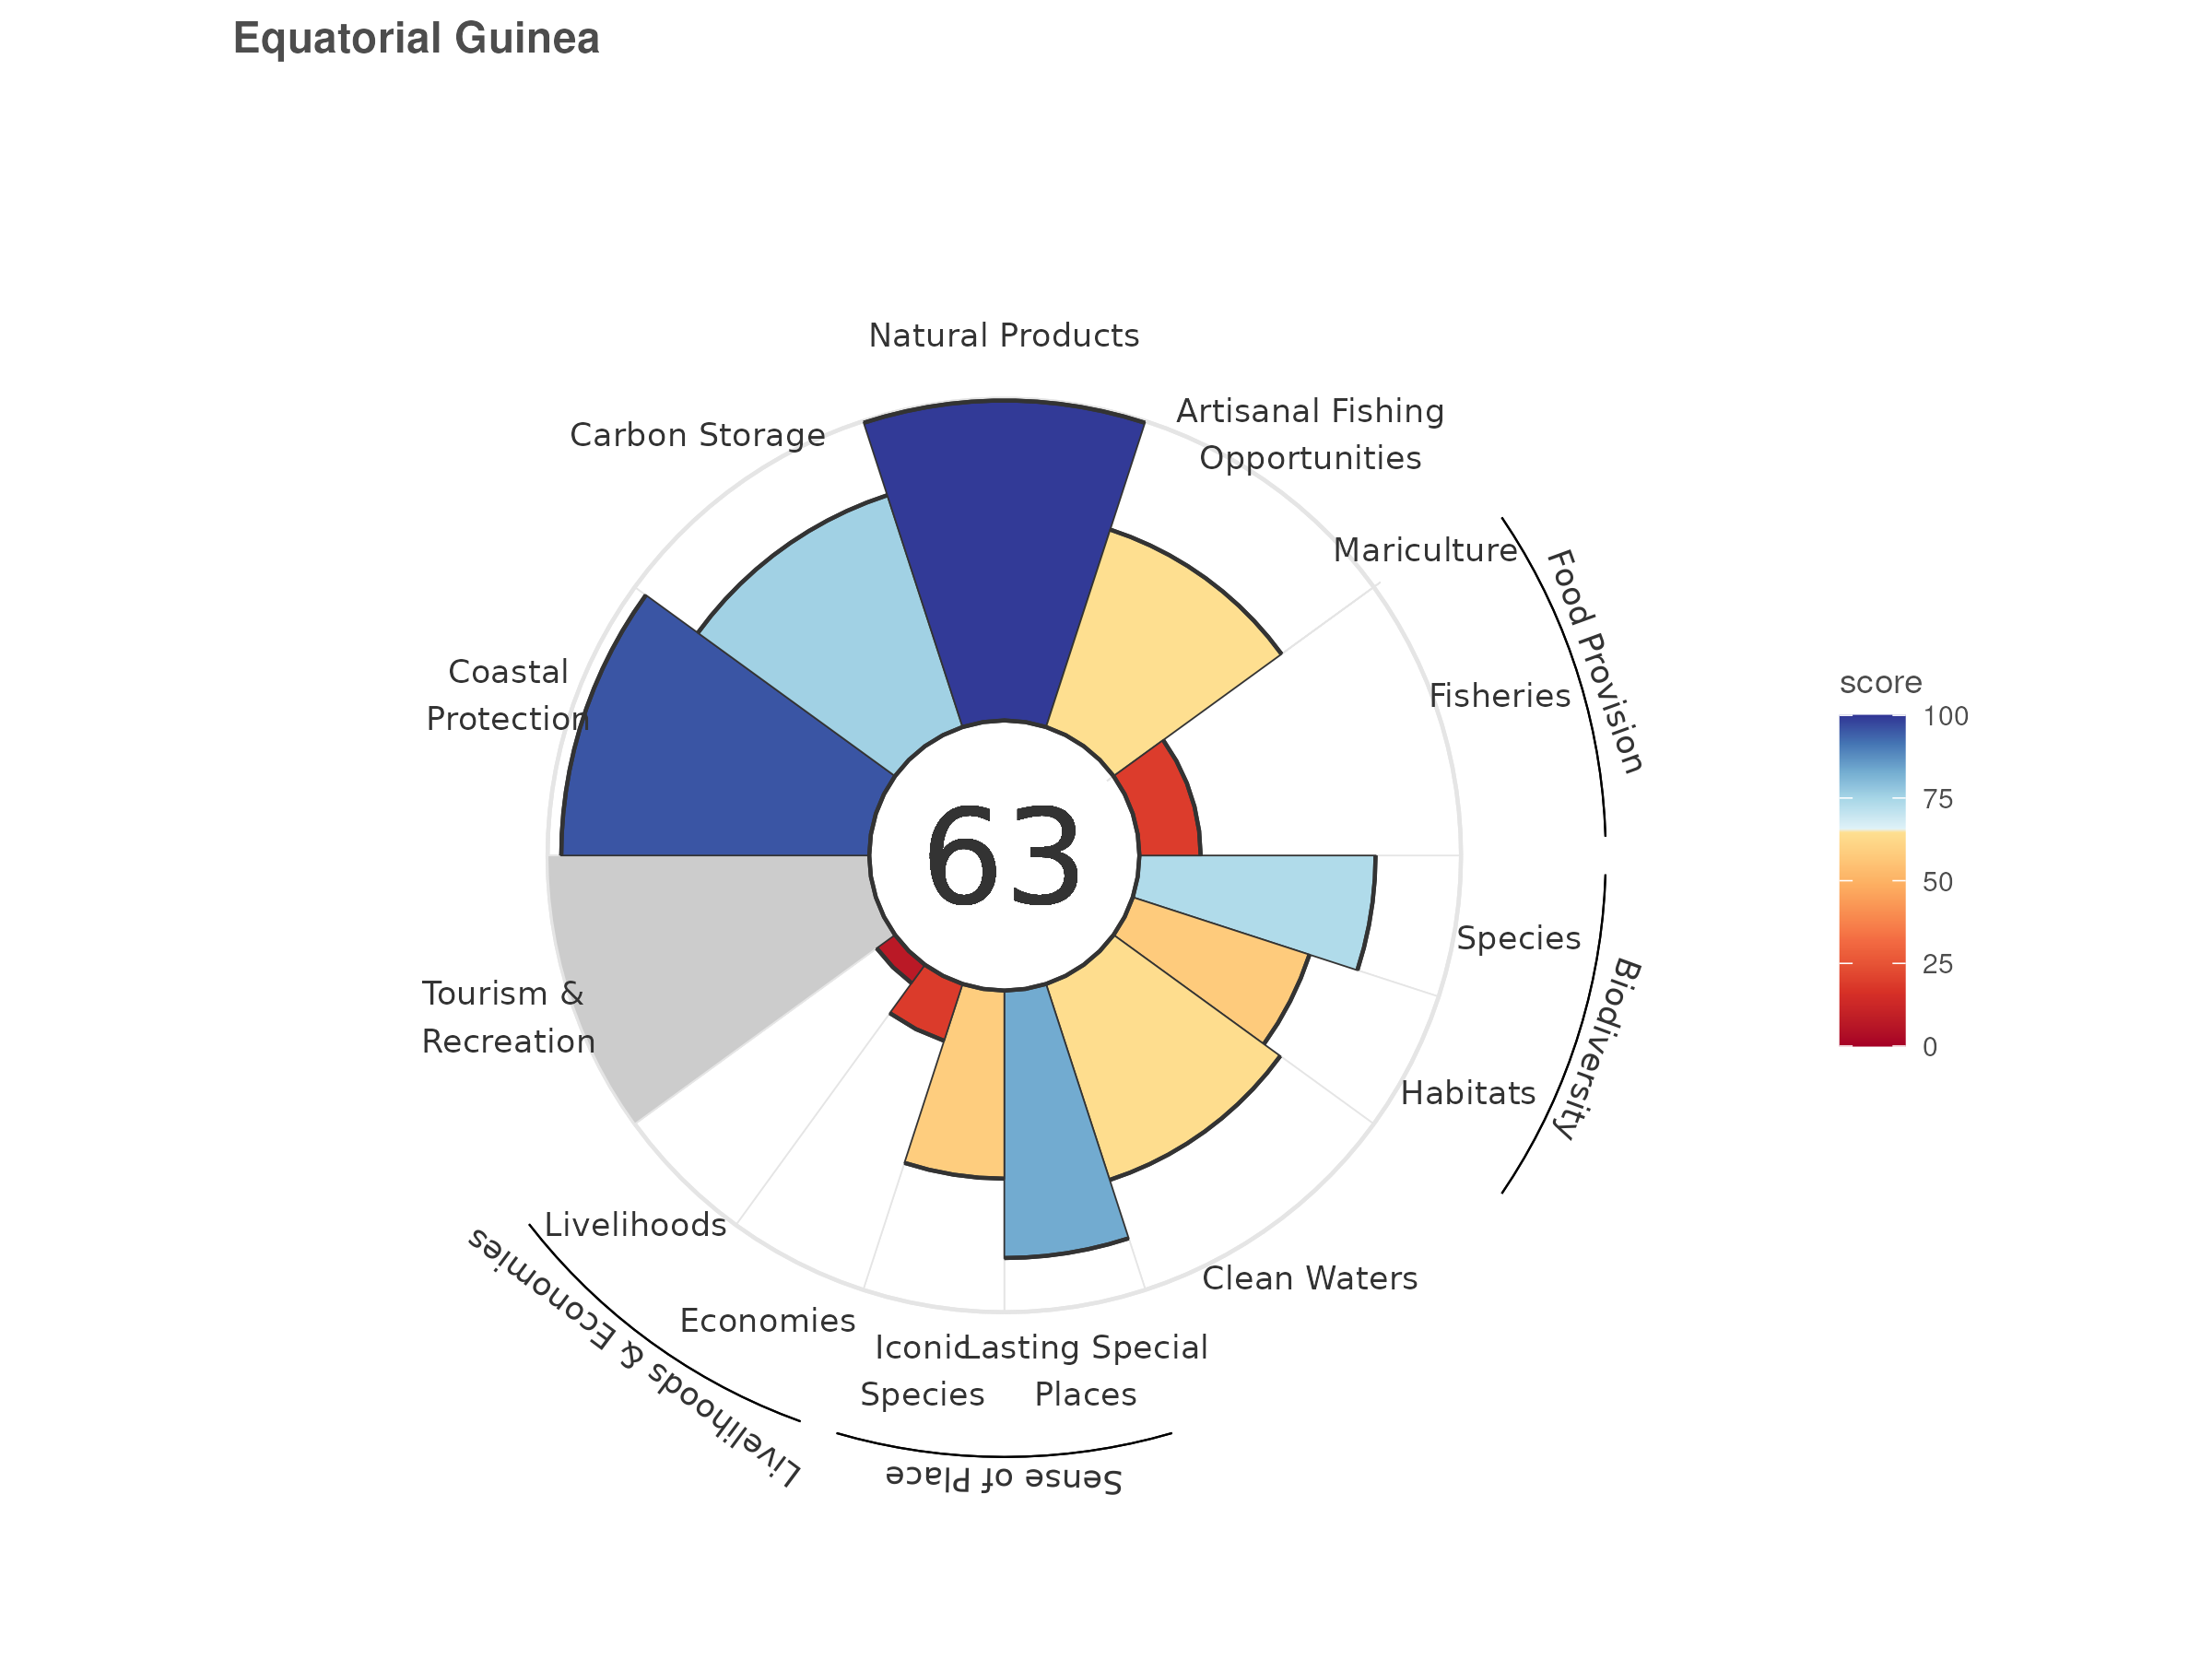 Equatorial Guinea
Natural Products
Artisanal Fishing
Opportunities
Carbon Storage
Mariculture
Food Provision
Fisheries
Coastal
Protection
63
score
100
75
50
25
0
Species
Biodiversity
Habitats
Tourism &
Recreation
Clean Waters
Livelihoods
Economies
Livelihoods & Economies
Iconic
Species
Lasting Special
Places
Sense of Place